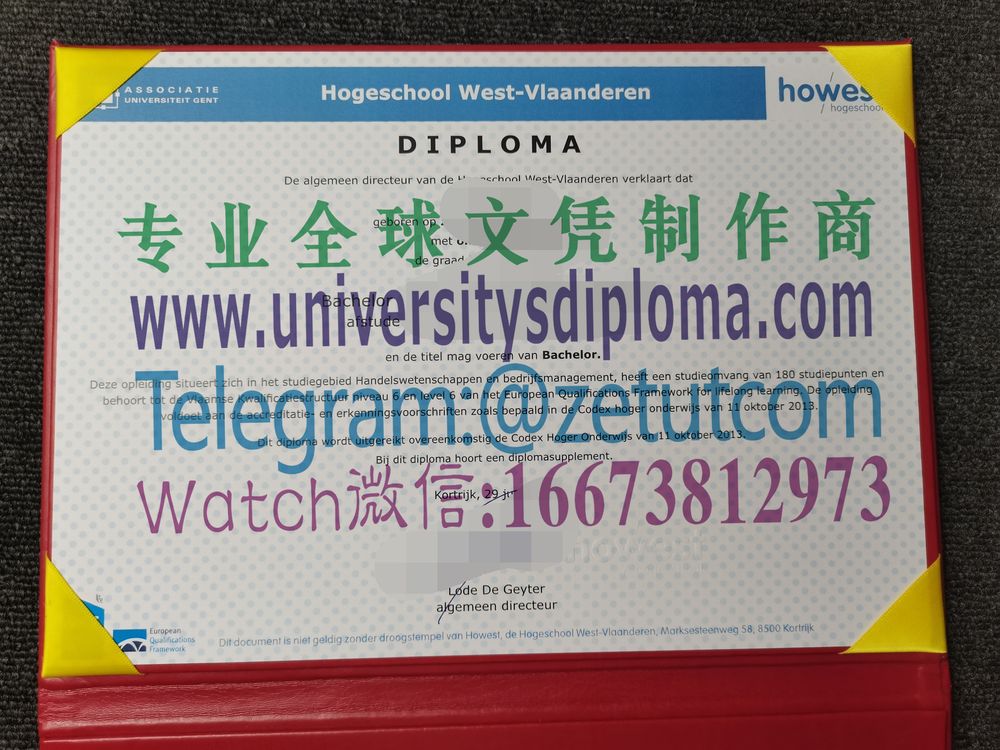 ASSOCIATIE
UNIVERSITEIT GENT
Hogeschool West-Vlaanderen
howes
hogeschool
DIPLOMA
De algemeen directeur van de Hogeschool West-Vlaanderen verklaart dat
专业全球文凭制作商
geboren op
met
de graad
www.universitysdiploma.com
Bachelor
afstude
en de titel mag voeren van Bachelor.
Telegram:@zetufcom
Deze opleiding situeert zich in het studiegebied Handelswetenschappen en bedrijfsmanagement, heeft een studieomvang van 180 studiepunten en
behoort tot de Vlaamse Kwalificatiestructuur niveau 6 en niveau 6 van het European Qualifications Framework for lifelong learning. De opleiding
voldoet aan de accreditatie- en erkenningsvoorschriften zoals bepaald in de Codex hoger onderwijs van 11 oktober 2013.
Dit diploma wordt uitgereikt overeenkomstig de Codex Hoger Onderwijs van 11 oktober 2013.
Bij dit diploma hoort een diplomasupplement.
Watch微信:16673812973
Kortrijk, 29
howest
Lode De Geyter
algemeen directeur
European
Qualifications
Framework
Dit document is niet geldig zonder droogstempel van Howest, de Hogeschool West-Vlaanderen, Marksesteenweg 58, 8500 Kortrijk